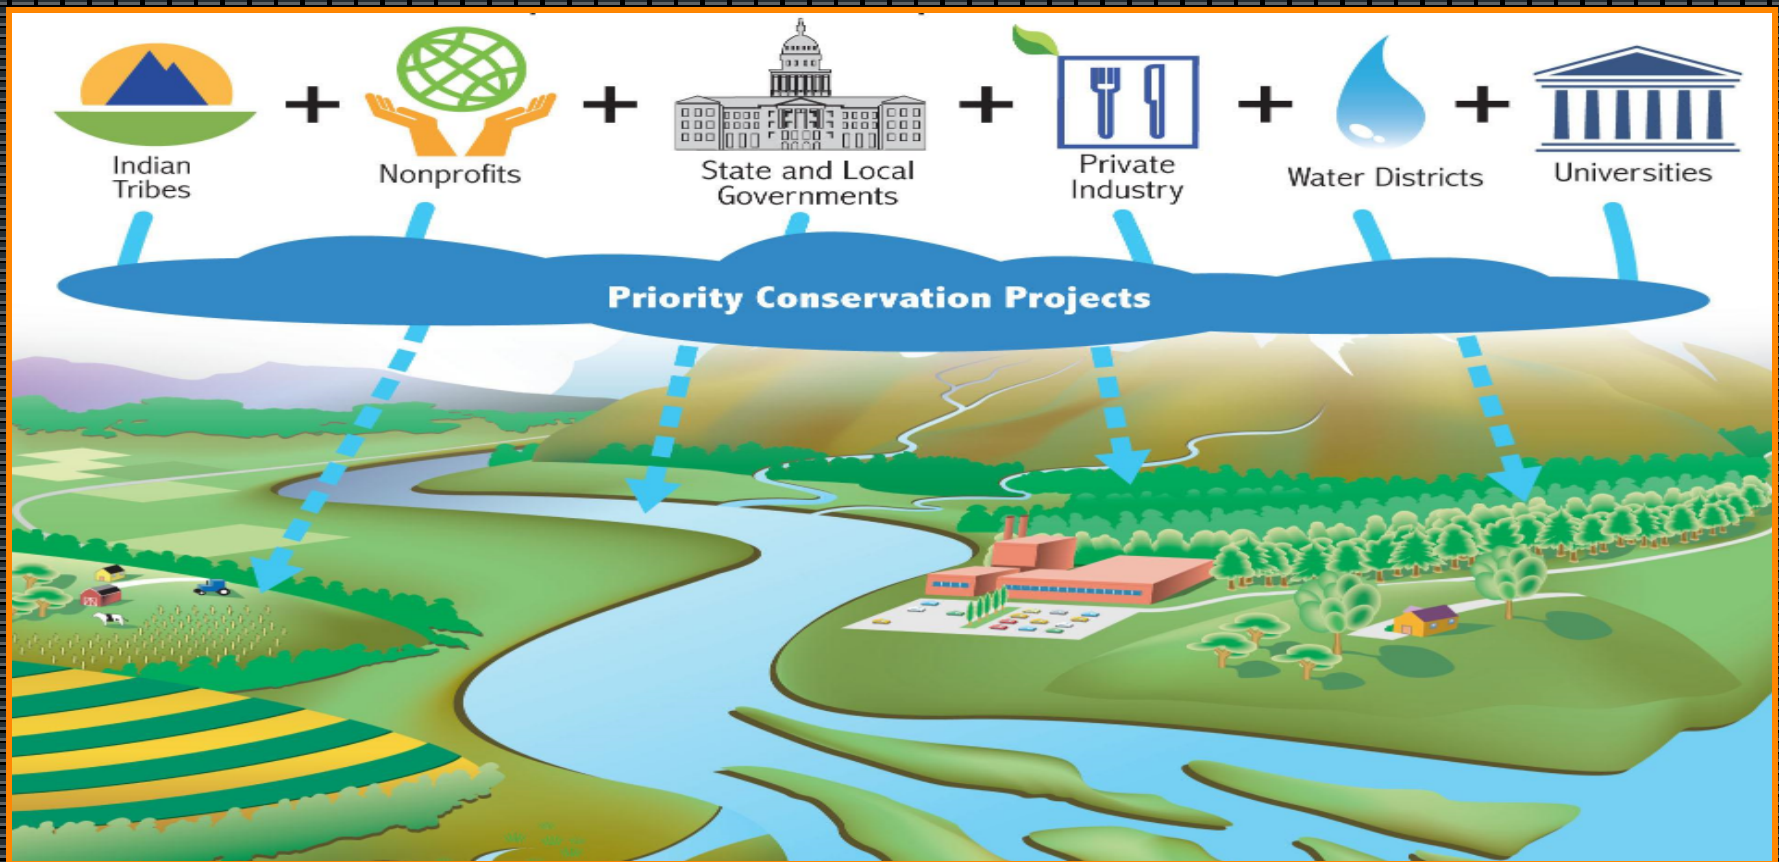 Indian
Tribes
Nonprofits
State and Local
Governments
Private
Industry
Water Districts
Universities
Priority Conservation Projects